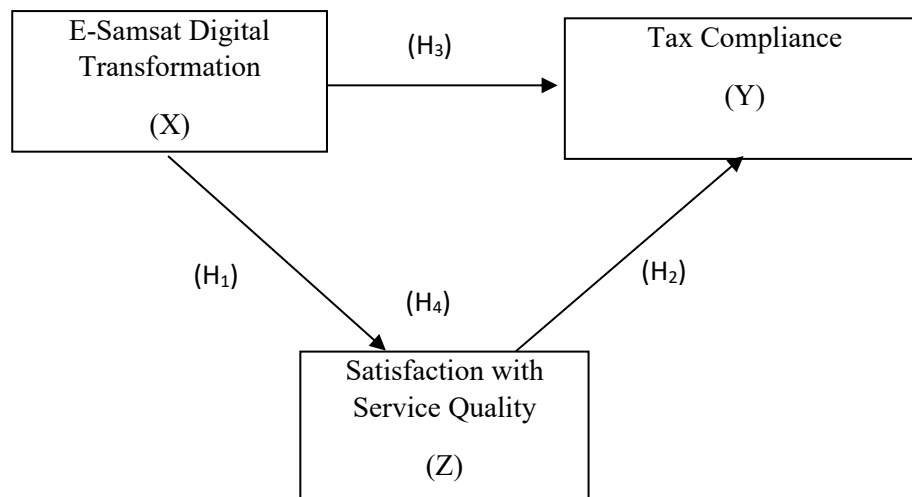 E-Samsat Digital
Transformation
(X)
(H₃)
Tax Compliance
(Y)
(H₁)
(H₄)
(H₂)
Satisfaction with
Service Quality
(Z)